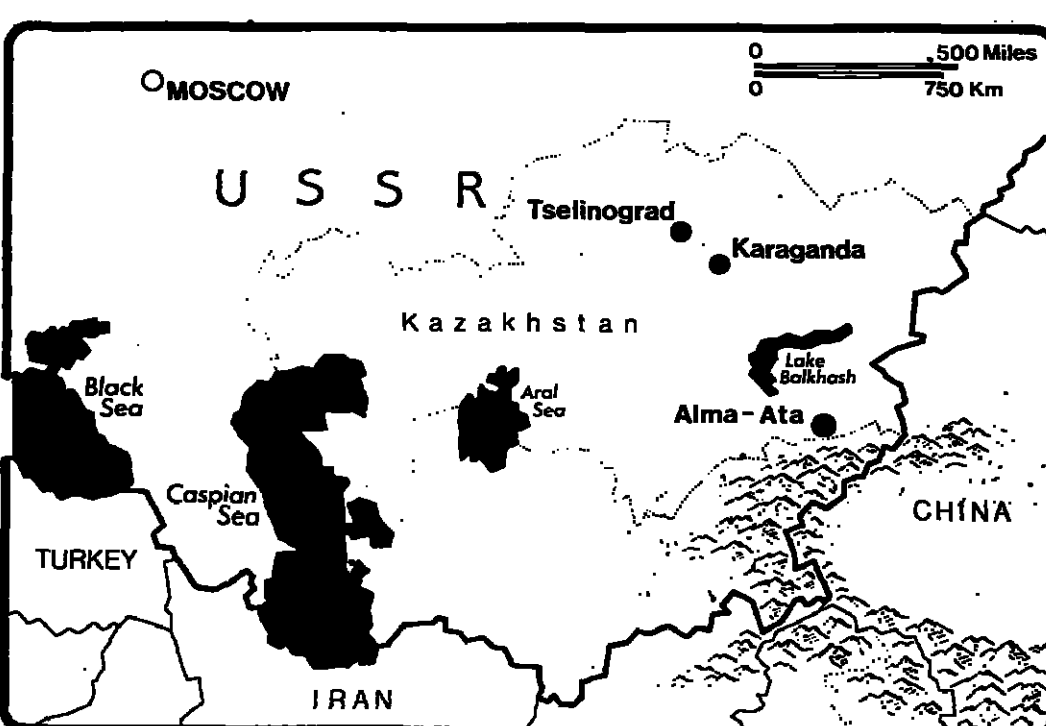 0 500 Miles
0 750 Km
MOSCOW
USSR
Tselinograd
Karaganda
Kazakhstan
Black
Sea
Lake
Balkhash
Aral
Sea
Alma-Ata
Caspian
Sea
CHINA
TURKEY
IRAN